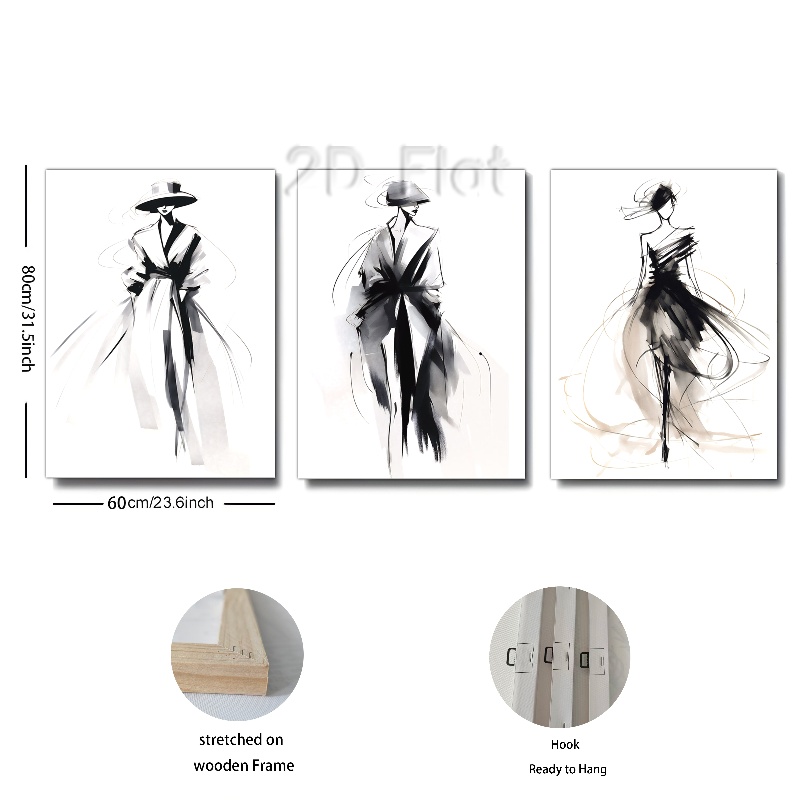 2D Flat
80cm/31.5inch
60cm/23.6inch
stretched on
wooden Frame
Hook
Ready to Hang